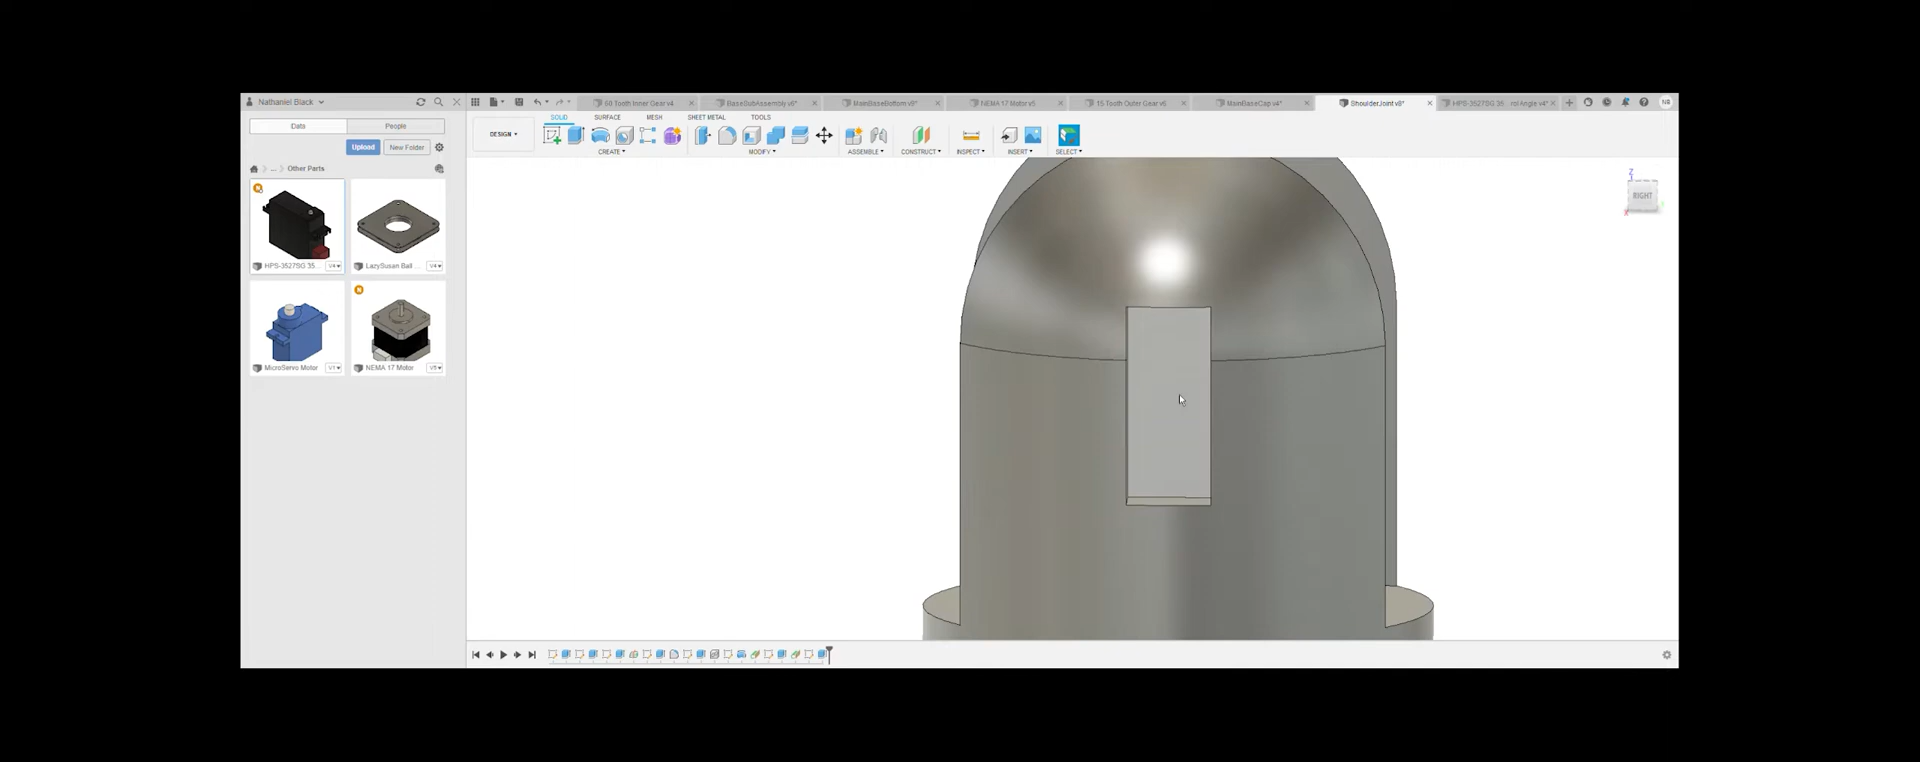 Nathaniel Black
60 Tooth Inner Gear v4
BaseSubAssembly v6*
MainBaseBottom v9*
NEMA 17 Motor v5
15 Tooth Outer Gear v6
MainBaseCap v4*
ShoulderJoint v8*
HPS-3527SG 35... rol Angle v4*
NB
Data
People
SOLID
SURFACE
MESH
SHEET METAL
TOOLS
Upload
New Folder
DESIGN
CREATE
MODIFY
ASSEMBLE
CONSTRUCT
INSPECT
INSERT
SELECT
... Other Parts
Z
RIGHT
X
HPS-3527SG 35...
V4
LazySusan Ball ...
V4
MicroServo Motor
V1
NEMA 17 Motor
V5